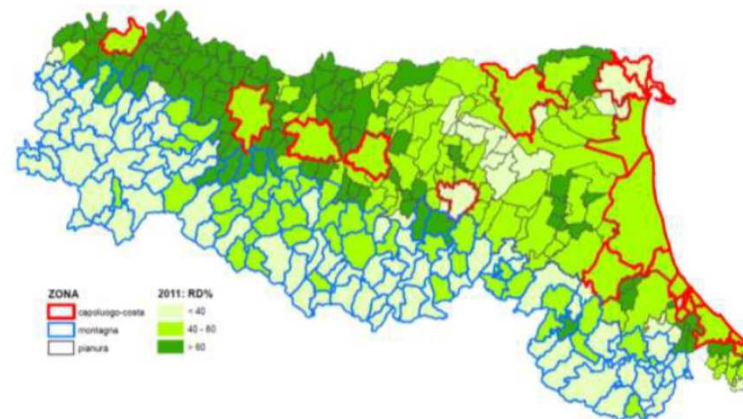 ZONA
capoluogo-costa
montagna
pianura
2011: RD%
< 40
40 - 60
> 60